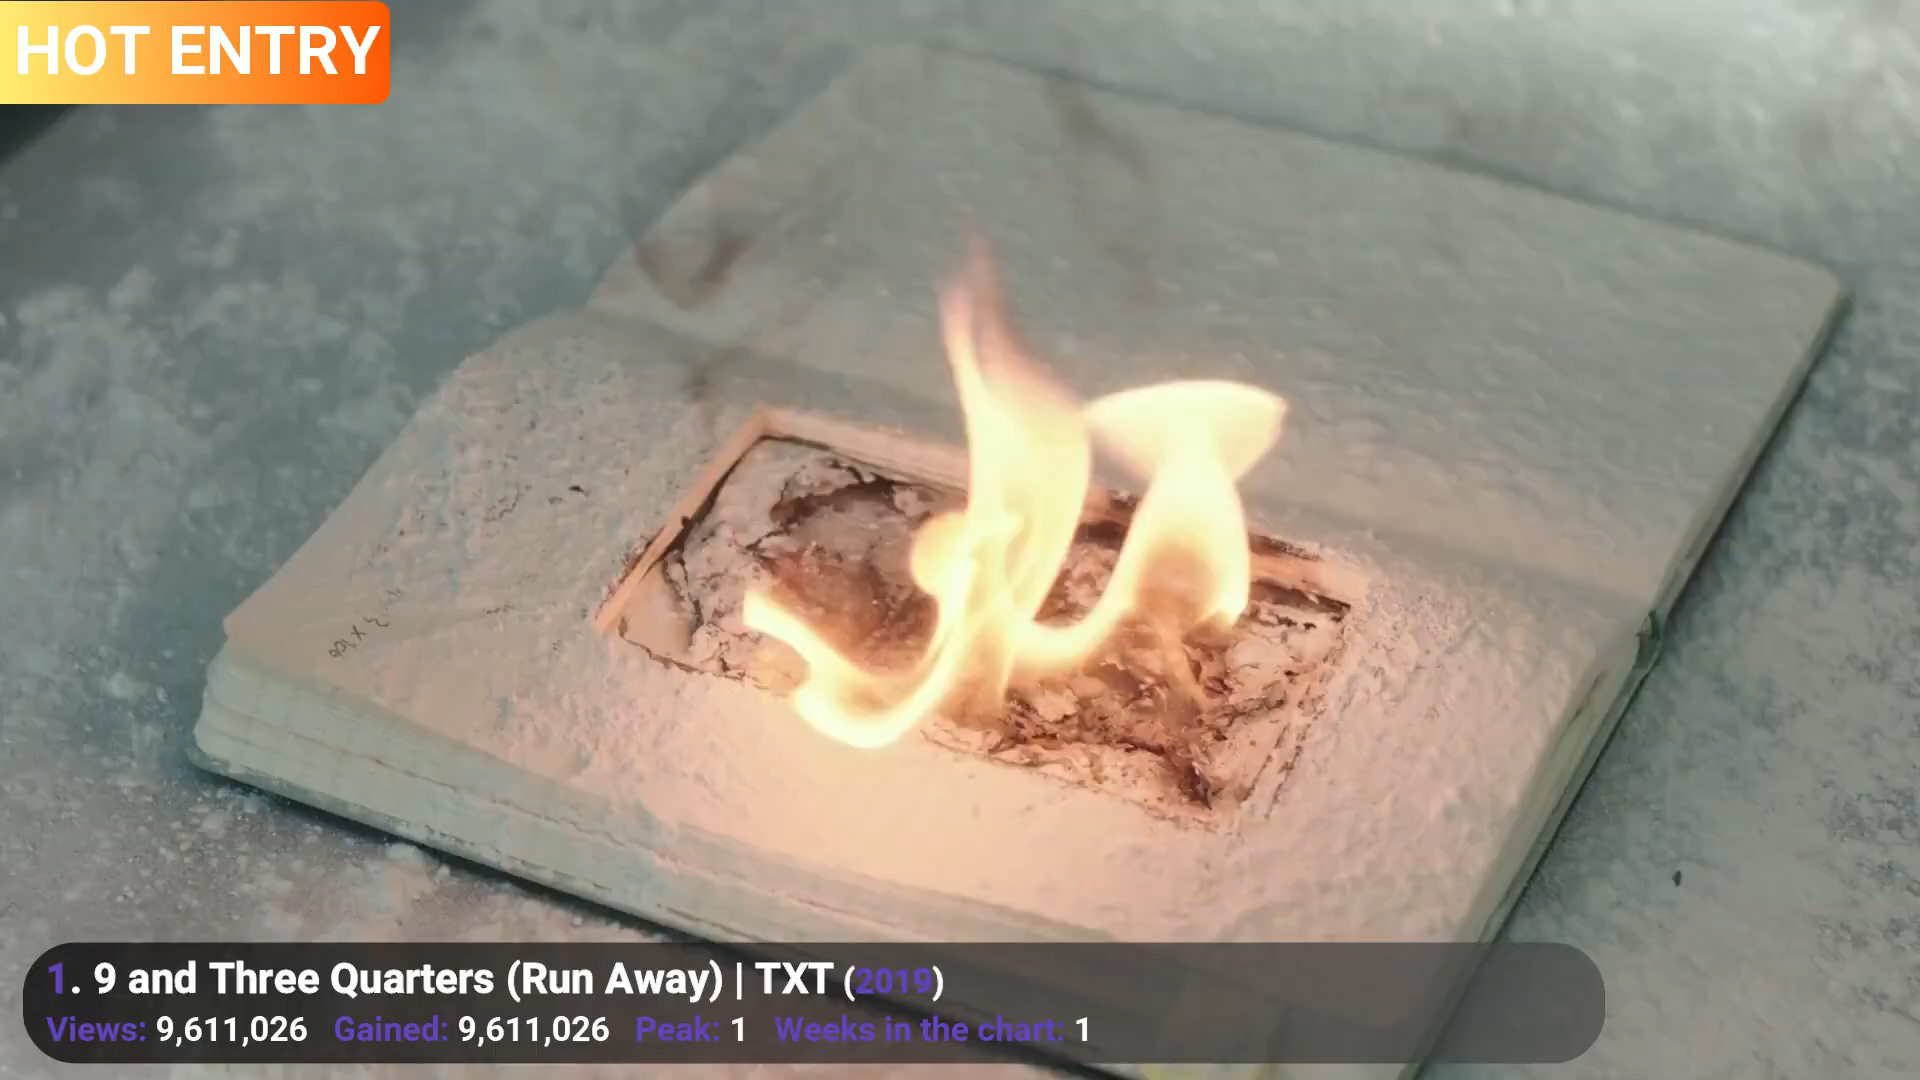 HOT ENTRY
1. 9 and Three Quarters (Run Away) | TXT (2019)
Views: 9,611,026 Gained: 9,611,026 Peak: 1 Weeks in the chart: 1